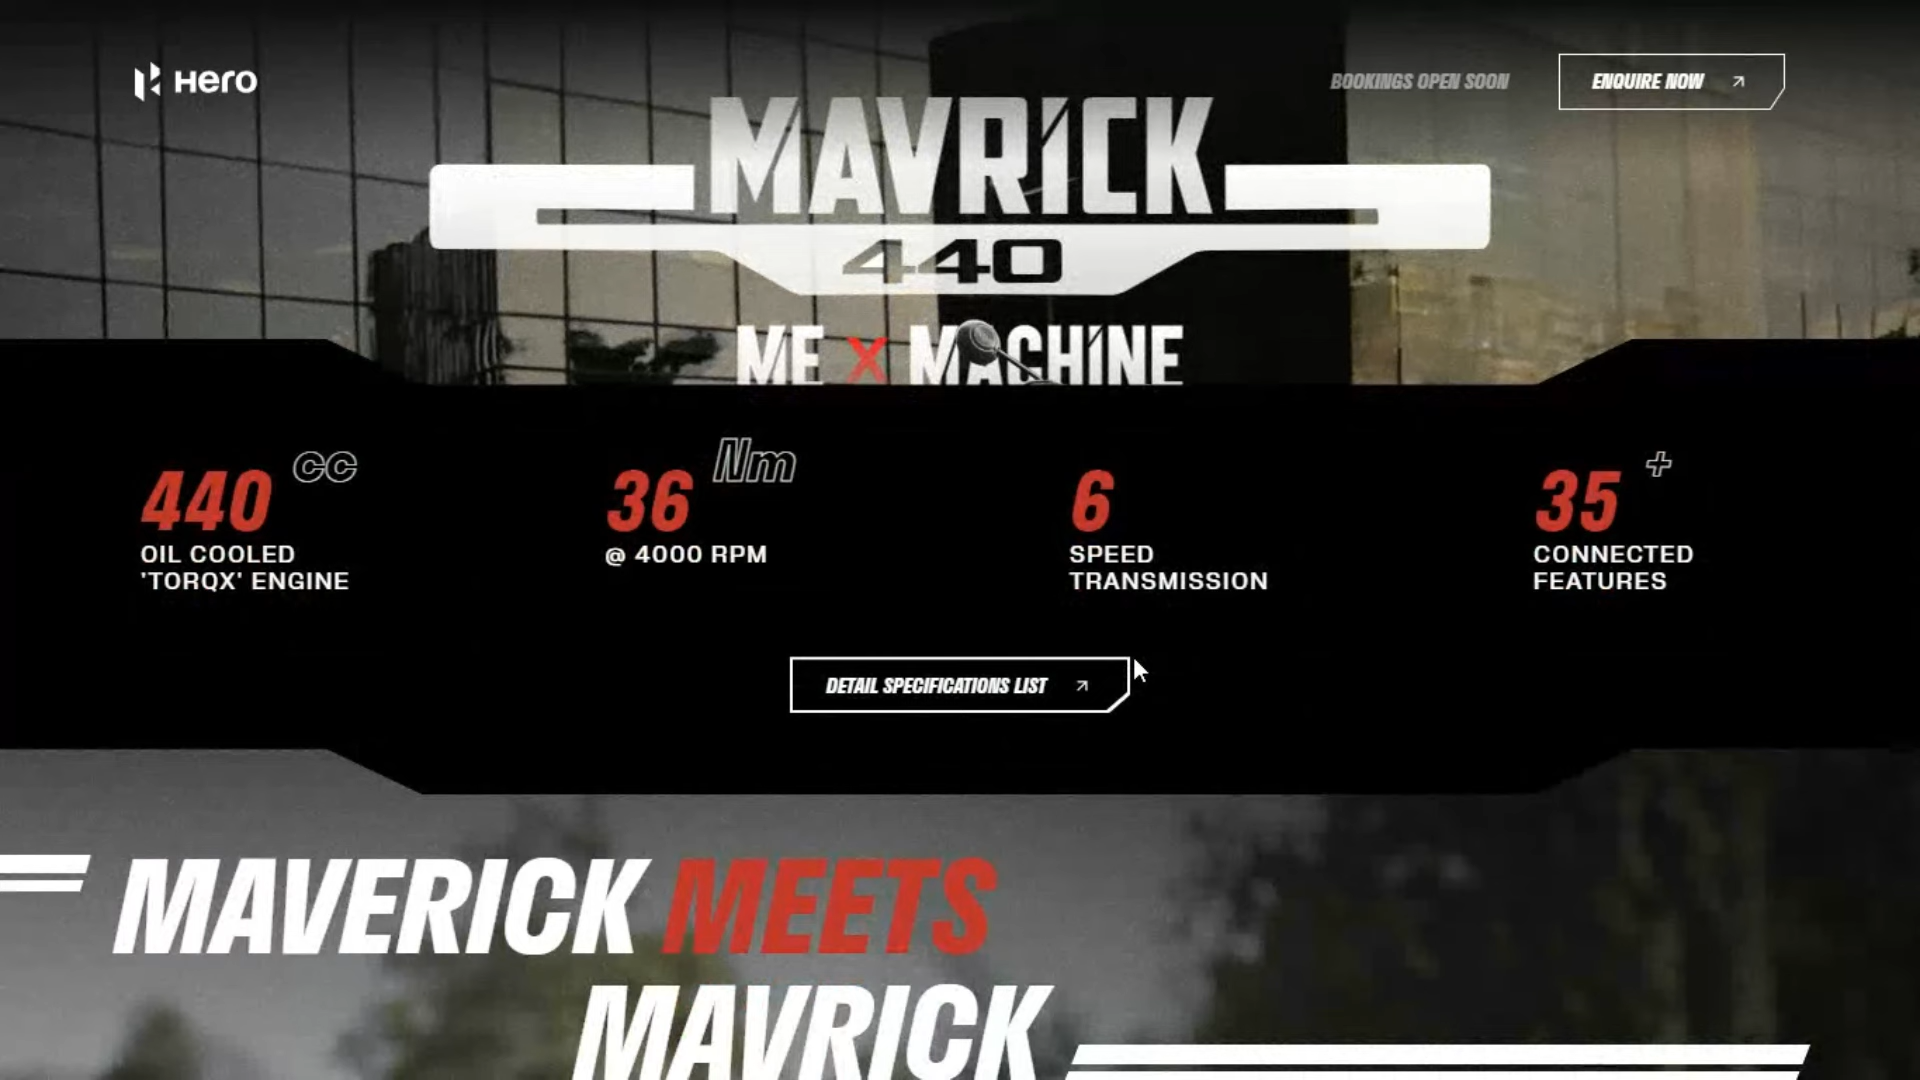 Hero
BOOKINGS OPEN SOON
ENQUIRE NOW
MAVRICK
440
ME X MACHINE
440 CC
OIL COOLED
'TORQX' ENGINE
36 Nm
@ 4000 RPM
6
SPEED
TRANSMISSION
35 +
CONNECTED
FEATURES
DETAIL SPECIFICATIONS LIST
MAVERICK MEETS
MAVRICK